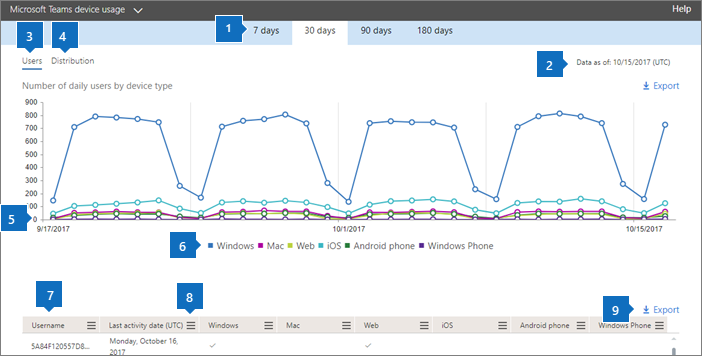 Microsoft Teams device usage Help
1 7 days 30 days 90 days 180 days
3 4
Users Distribution
2 Data as of: 10/15/2017 (UTC)
Number of daily users by device type Export
900
800
700
600
500
400
300
200
100
5 0
9/17/2017 10/1/2017 10/15/2017
6 Windows Mac Web iOS Android phone Windows Phone
7 8 9 Export
Username Last activity date (UTC) Windows Mac Web iOS Android phone Windows Phone
5A84F120557D8... Monday, October 16,
2017